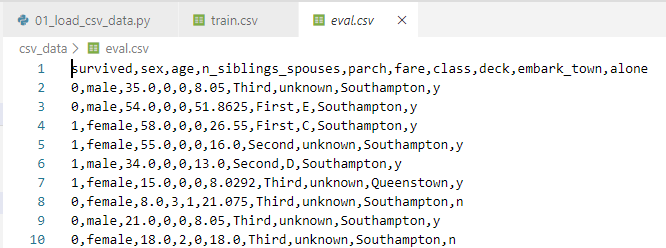 01_load_csv_data.py train.csv eval.csv
csv_data > eval.csv
1 survived,sex,age,n_siblings_spouses,parch,fare,class,deck,embark_town,alone
2 0,male,35.0,0,0,8.05,Third,unknown,Southampton,y
3 0,male,54.0,0,0,51.8625,First,E,Southampton,y
4 1,female,58.0,0,0,26.55,First,C,Southampton,y
5 1,female,55.0,0,0,16.0,Second,unknown,Southampton,y
6 1,male,34.0,0,0,13.0,Second,D,Southampton,y
7 1,female,15.0,0,0,8.0292,Third,unknown,Queenstown,y
8 0,female,8.0,3,1,21.075,Third,unknown,Southampton,n
9 0,male,21.0,0,0,8.05,Third,unknown,Southampton,y
10 0,female,18.0,2,0,18.0,Third,unknown,Southampton,n